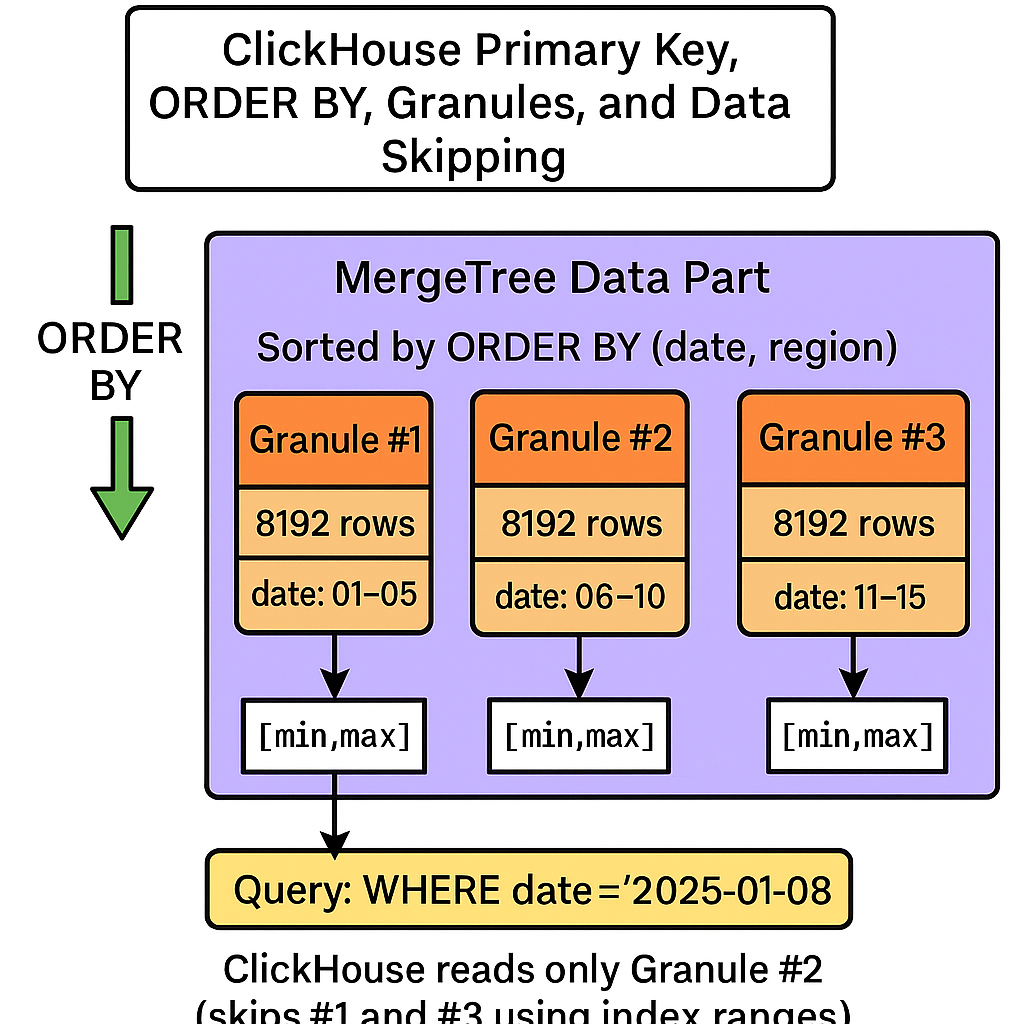 ClickHouse Primary Key,
ORDER BY, Granules, and Data
Skipping
ORDER
BY
MergeTree Data Part
Sorted by ORDER BY (date, region)
Granule #1
8192 rows
date: 01–05
[min,max]
Granule #2
8192 rows
date: 06–10
[min,max]
Granule #3
8192 rows
date: 11–15
[min,max]
Query: WHERE date=’2025-01-08
ClickHouse reads only Granule #2
(skips #1 and #3 using index ranges)